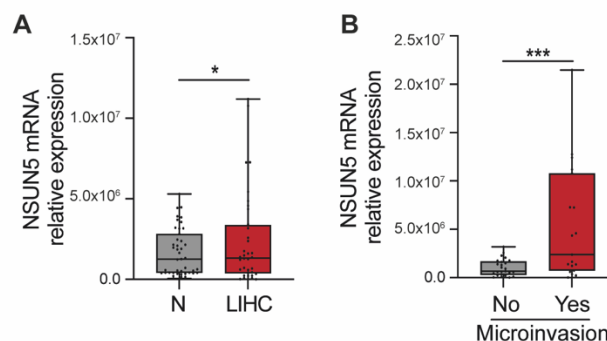 A
NSUN5 mRNA
relative expression
1.5x10⁷
1.0x10⁷
5.0x10⁶
0.0
*
N LIHC
B
NSUN5 mRNA
relative expression
2.5x10⁷
2.0x10⁷
1.5x10⁷
1.0x10⁷
5.0x10⁶
0.0
***
No Yes
Microinvasion